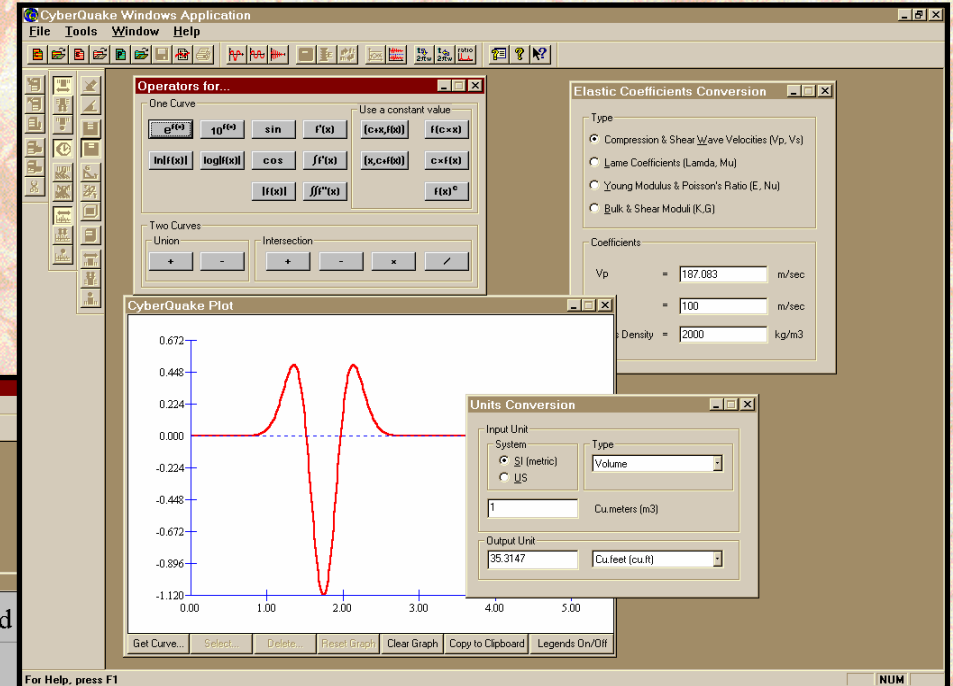 CyberQuake Windows Application
File Tools Window Help
Operators for...
One Curve
Use a constant value
e^f(x) 10^f(x) sin f'(x) (c+x,f(x)) f(c×x)
ln|f(x)| log|f(x)| cos ∫f'(x) (x,c+f(x)) c×f(x)
|f(x)| ∫∫f''(x) f(x)^c
Two Curves
Union Intersection
+ - + - × /
Elastic Coefficients Conversion
Type
Compression & Shear Wave Velocities (Vp, Vs)
Lame Coefficients (Lamda, Mu)
Young Modulus & Poisson's Ratio (E, Nu)
Bulk & Shear Moduli (K,G)
Coefficients
Vp = 187.083 m/sec
= 100 m/sec
Density = 2000 kg/m3
CyberQuake Plot
0.672
0.448
0.224
0.000
-0.224
-0.448
-0.672
-0.896
-1.120
0.00 1.00 2.00 3.00 4.00 5.00
Get Curve... Select... Delete... Reset Graph Clear Graph Copy to Clipboard Legends On/Off
Units Conversion
Input Unit
System
SI (metric)
US
Type
Volume
1 Cu.meters (m3)
Output Unit
35.3147 Cu.feet (cu.ft)
d
For Help, press F1
NUM